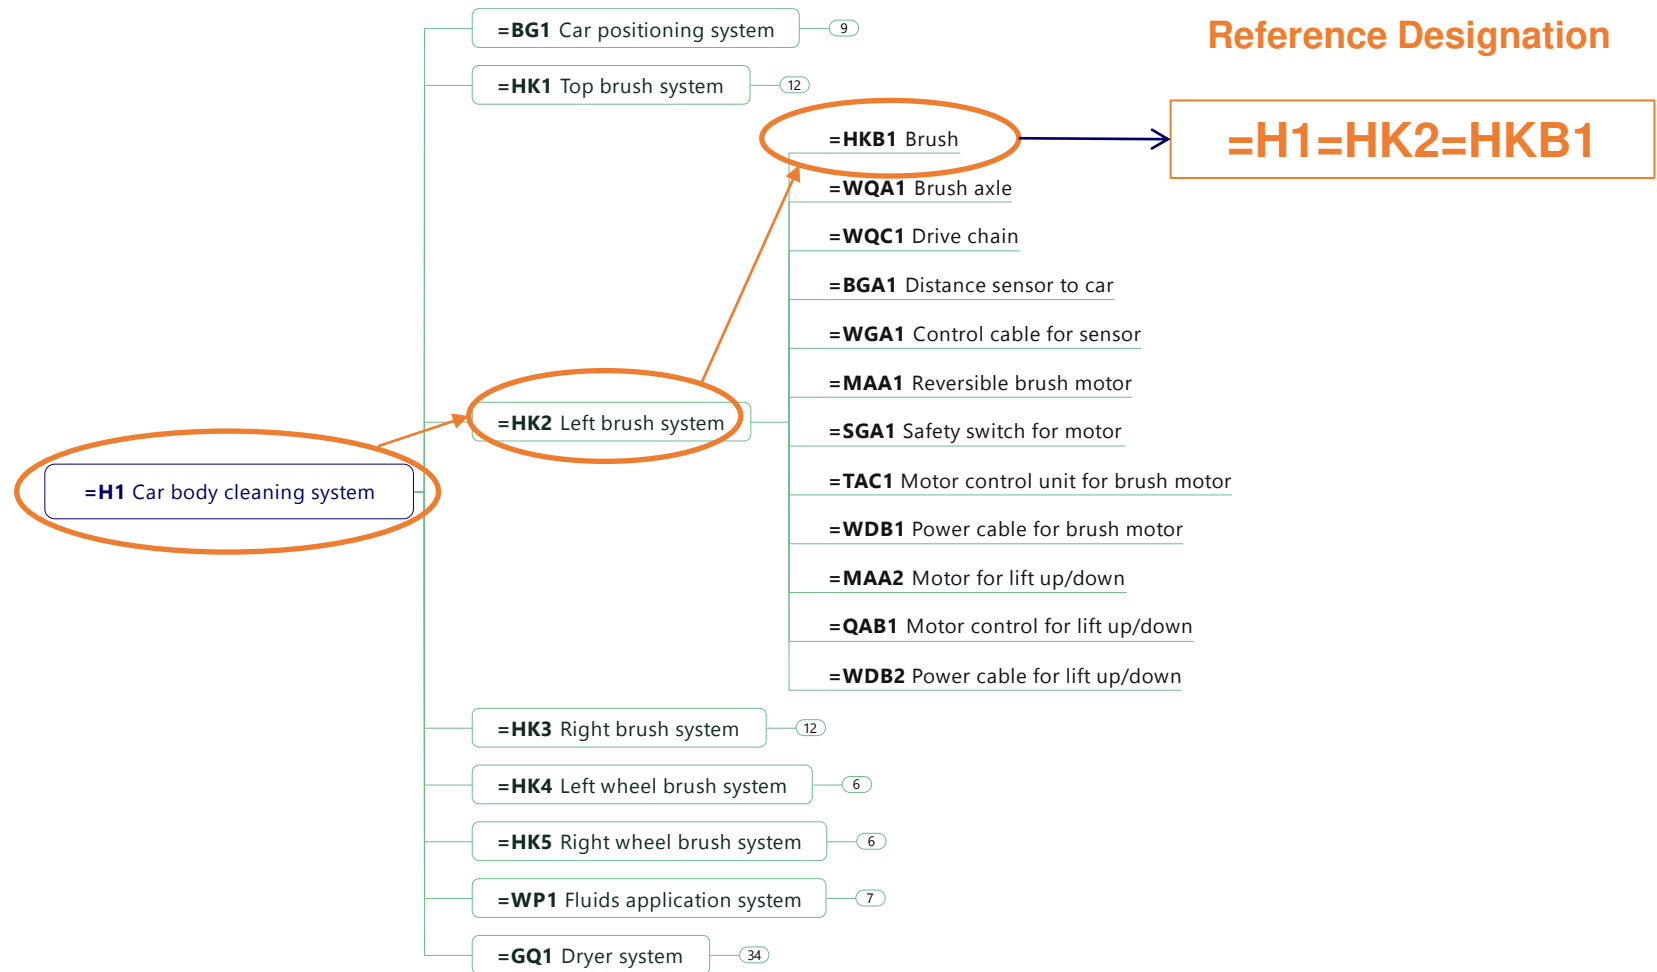 Reference Designation
=BG1 Car positioning system
9
=HK1 Top brush system
12
=HKB1 Brush
=H1=HK2=HKB1
=WQA1 Brush axle
=WQC1 Drive chain
=BGA1 Distance sensor to car
=WGA1 Control cable for sensor
=MAA1 Reversible brush motor
=HK2 Left brush system
=SGA1 Safety switch for motor
=TAC1 Motor control unit for brush motor
=H1 Car body cleaning system
=WDB1 Power cable for brush motor
=MAA2 Motor for lift up/down
=QAB1 Motor control for lift up/down
=WDB2 Power cable for lift up/down
=HK3 Right brush system
12
=HK4 Left wheel brush system
6
=HK5 Right wheel brush system
6
=WP1 Fluids application system
7
=GQ1 Dryer system
34